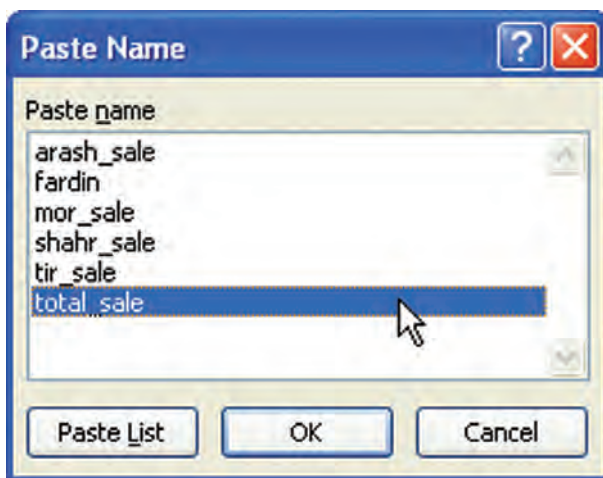 Paste Name
Paste name
arash_sale
fardin
mor_sale
shahr_sale
tir_sale
total_sale
Paste List OK Cancel